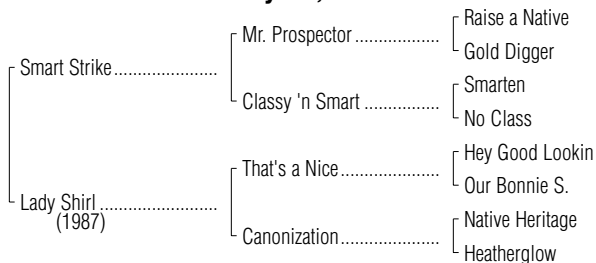 Raise a Native
Mr. Prospector ..................
Gold Digger
Smart Strike......................
Smarten
Classy 'n Smart ................
No Class
Hey Good Lookin
That's a Nice.....................
Our Bonnie S.
Lady Shirl .........................
(1987)
Native Heritage
Canonization.....................
Heatherglow